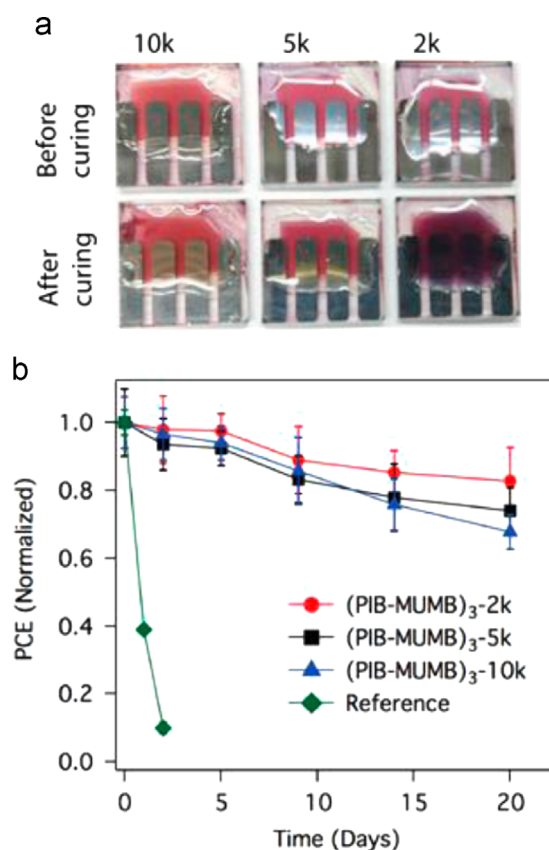 a
10k 5k 2k
Before
curing
After
curing
b
PCE (Normalized)
1.0
0.8
0.6
0.4
0.2
0.0
(PIB-MUMB)₃-2k
(PIB-MUMB)₃-5k
(PIB-MUMB)₃-10k
Reference
0 5 10 15 20
Time (Days)